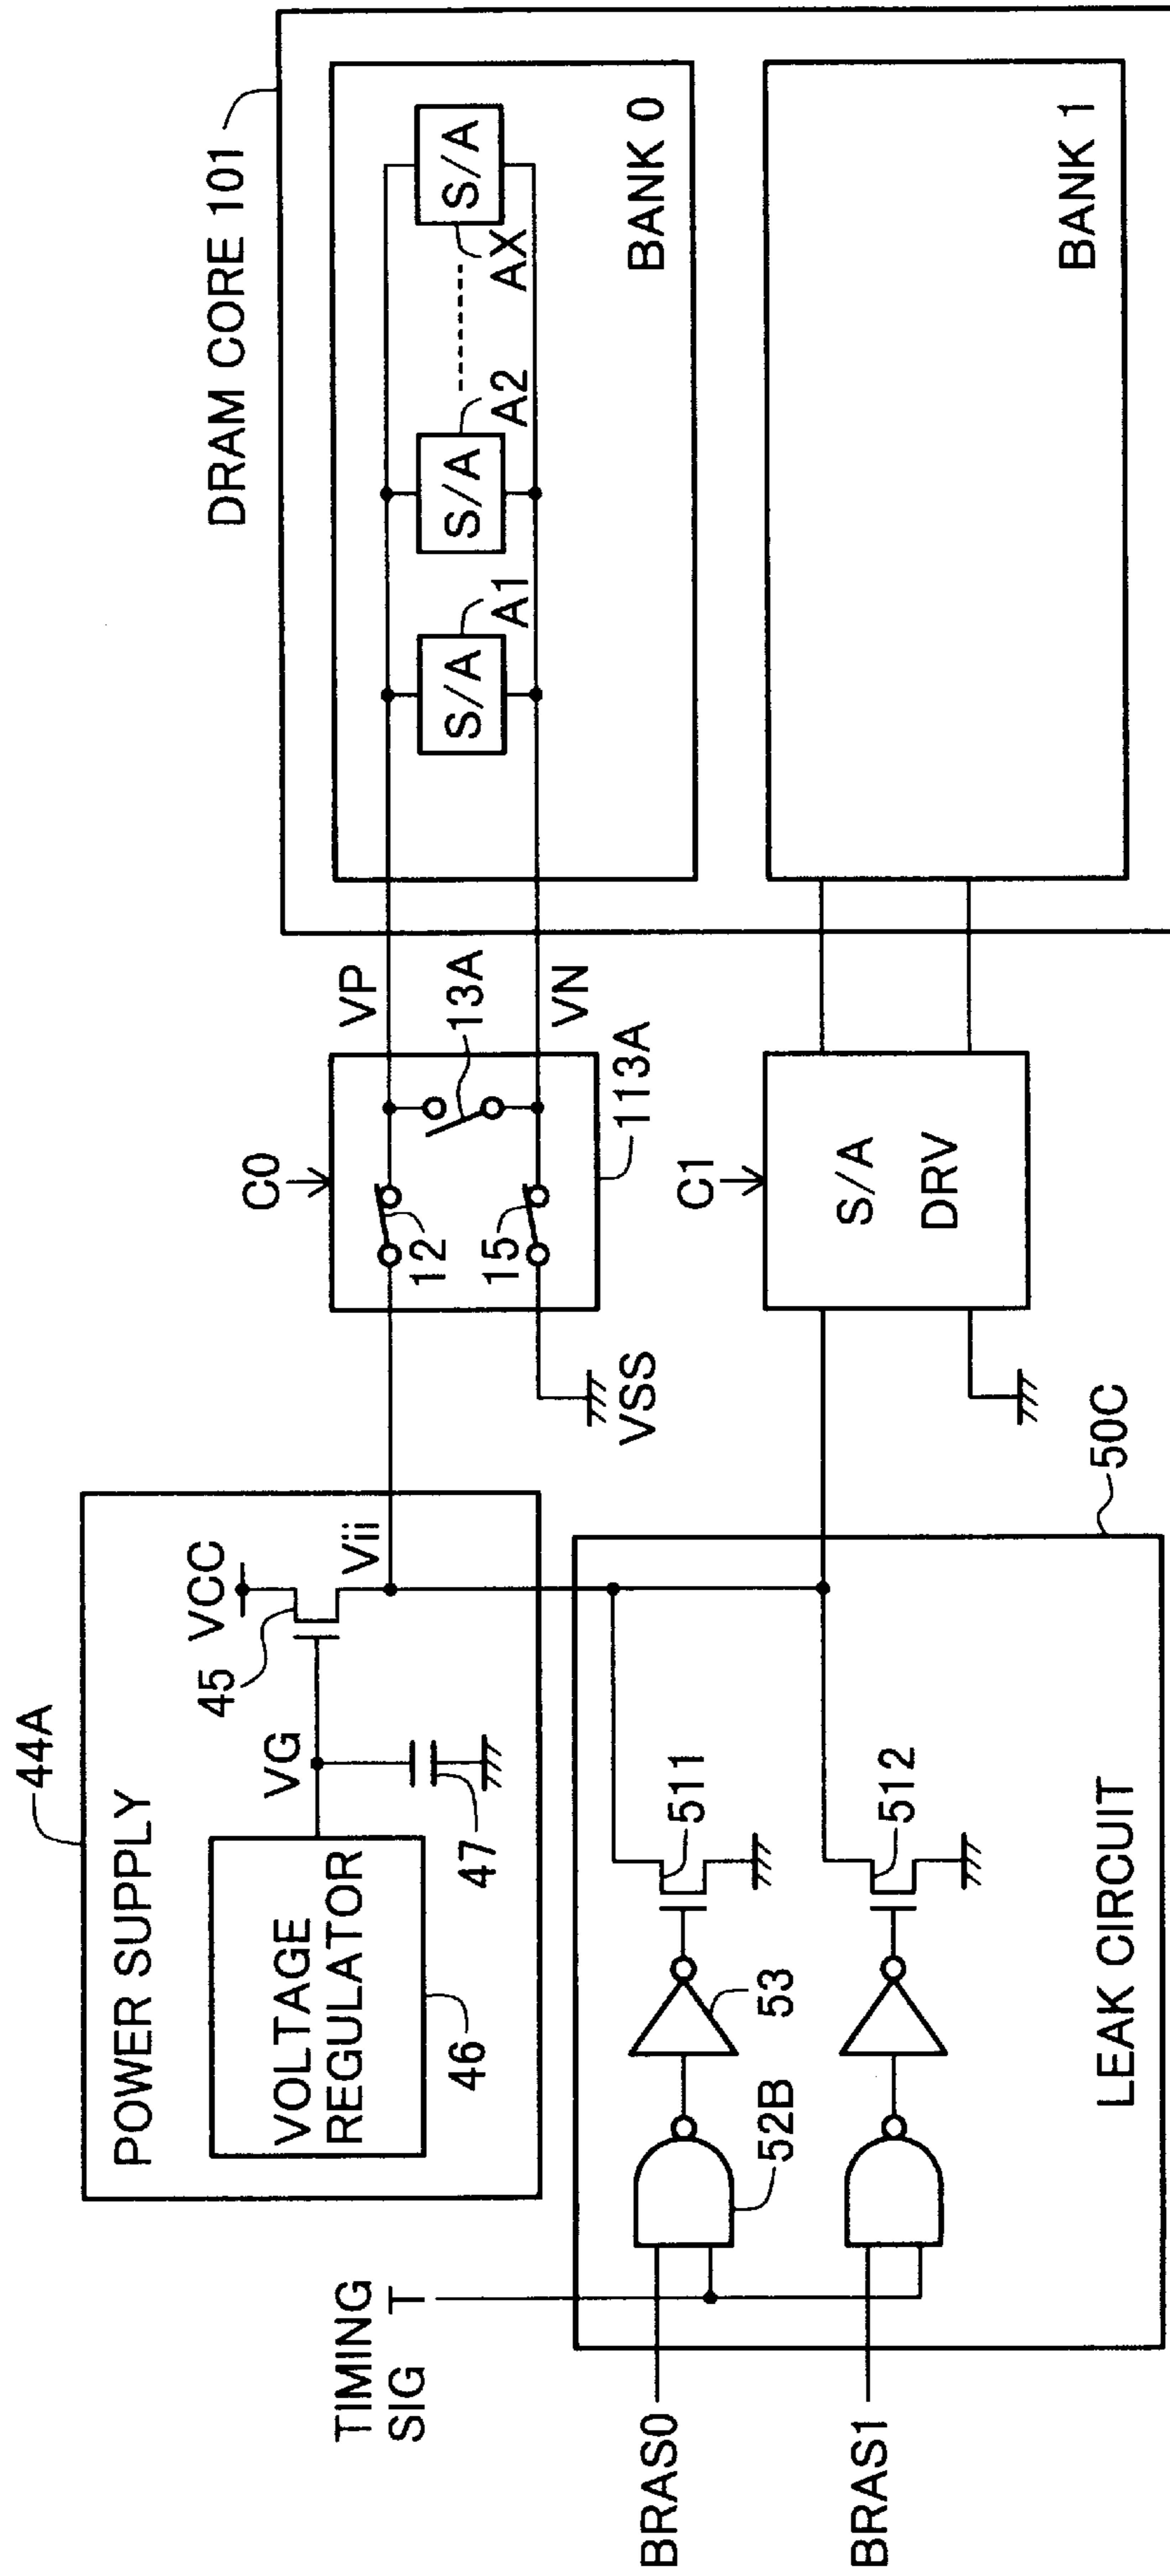 44A
POWER SUPPLY
VOLTAGE
REGULATOR
46
VG
47
45
VCC
Vii
TIMING
SIG T
BRAS0
BRAS1
52B
53
511
512
LEAK CIRCUIT
50C
C0
12
15
13A
VP
VN
VSS
113A
C1
S/A
DRV
DRAM CORE 101
S/A
A1
S/A
A2
S/A
AX
BANK 0
BANK 1